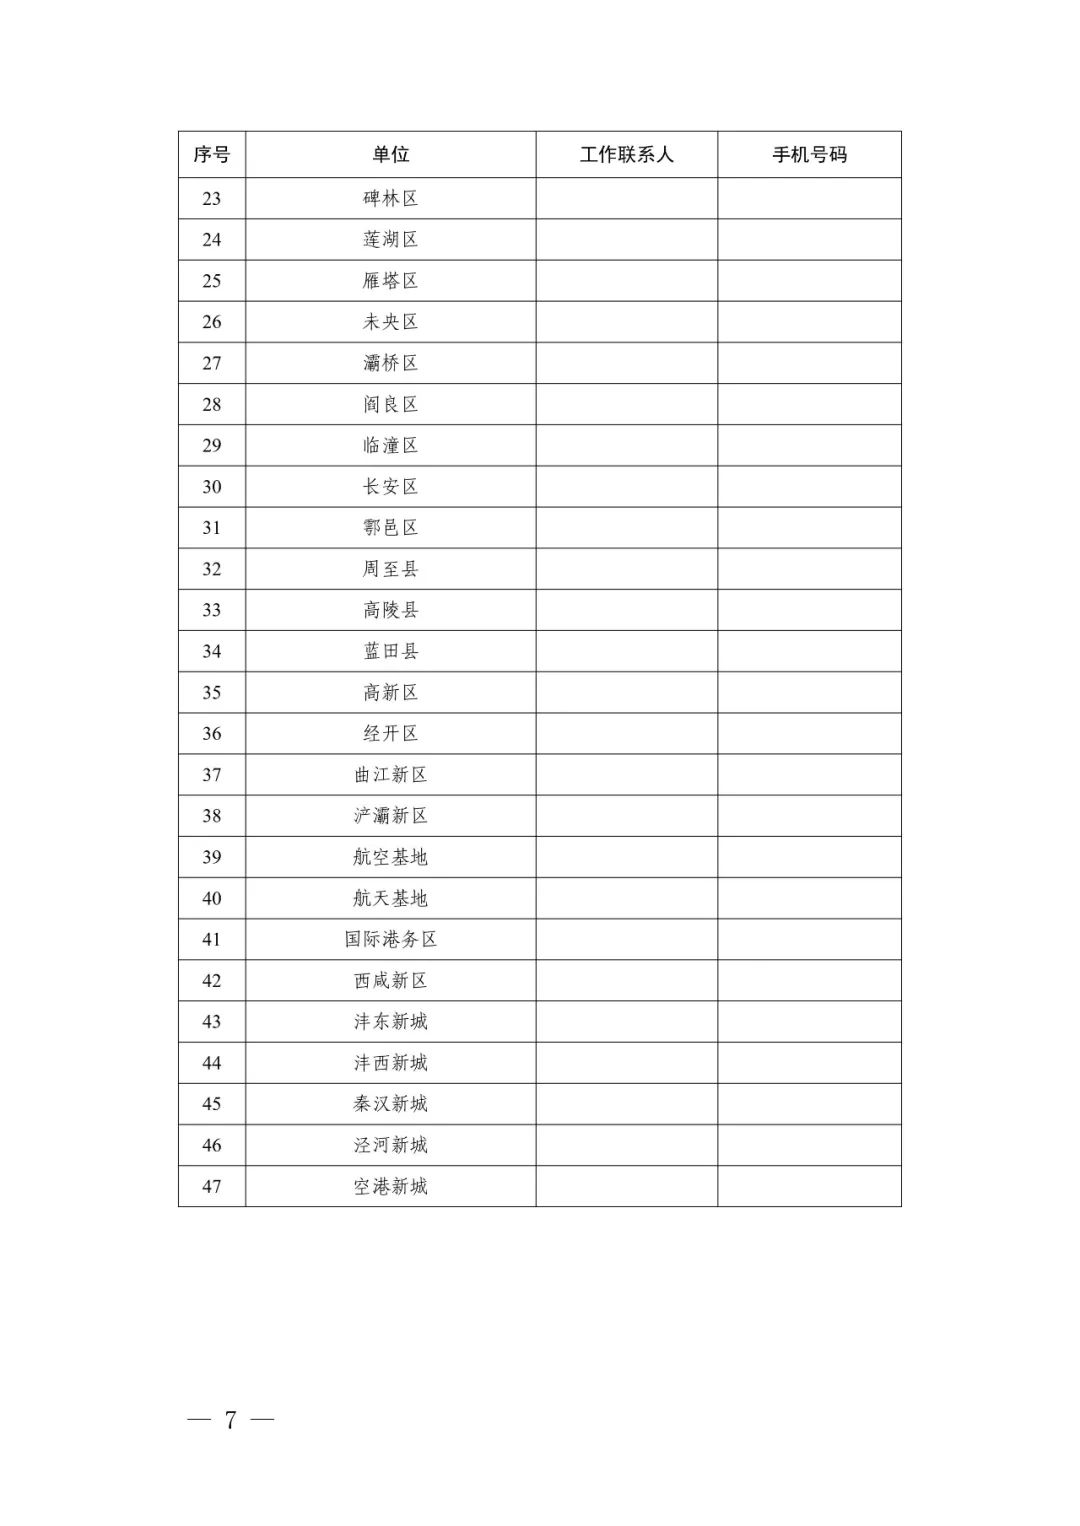 序号 单位 工作联系人 手机号码
23 碑林区
24 莲湖区
25 雁塔区
26 未央区
27 灞桥区
28 阎良区
29 临潼区
30 长安区
31 鄠邑区
32 周至县
33 高陵县
34 蓝田县
35 高新区
36 经开区
37 曲江新区
38 浐灞新区
39 航空基地
40 航天基地
41 国际港务区
42 西咸新区
43 沣东新城
44 沣西新城
45 秦汉新城
46 泾河新城
47 空港新城
— 7 —